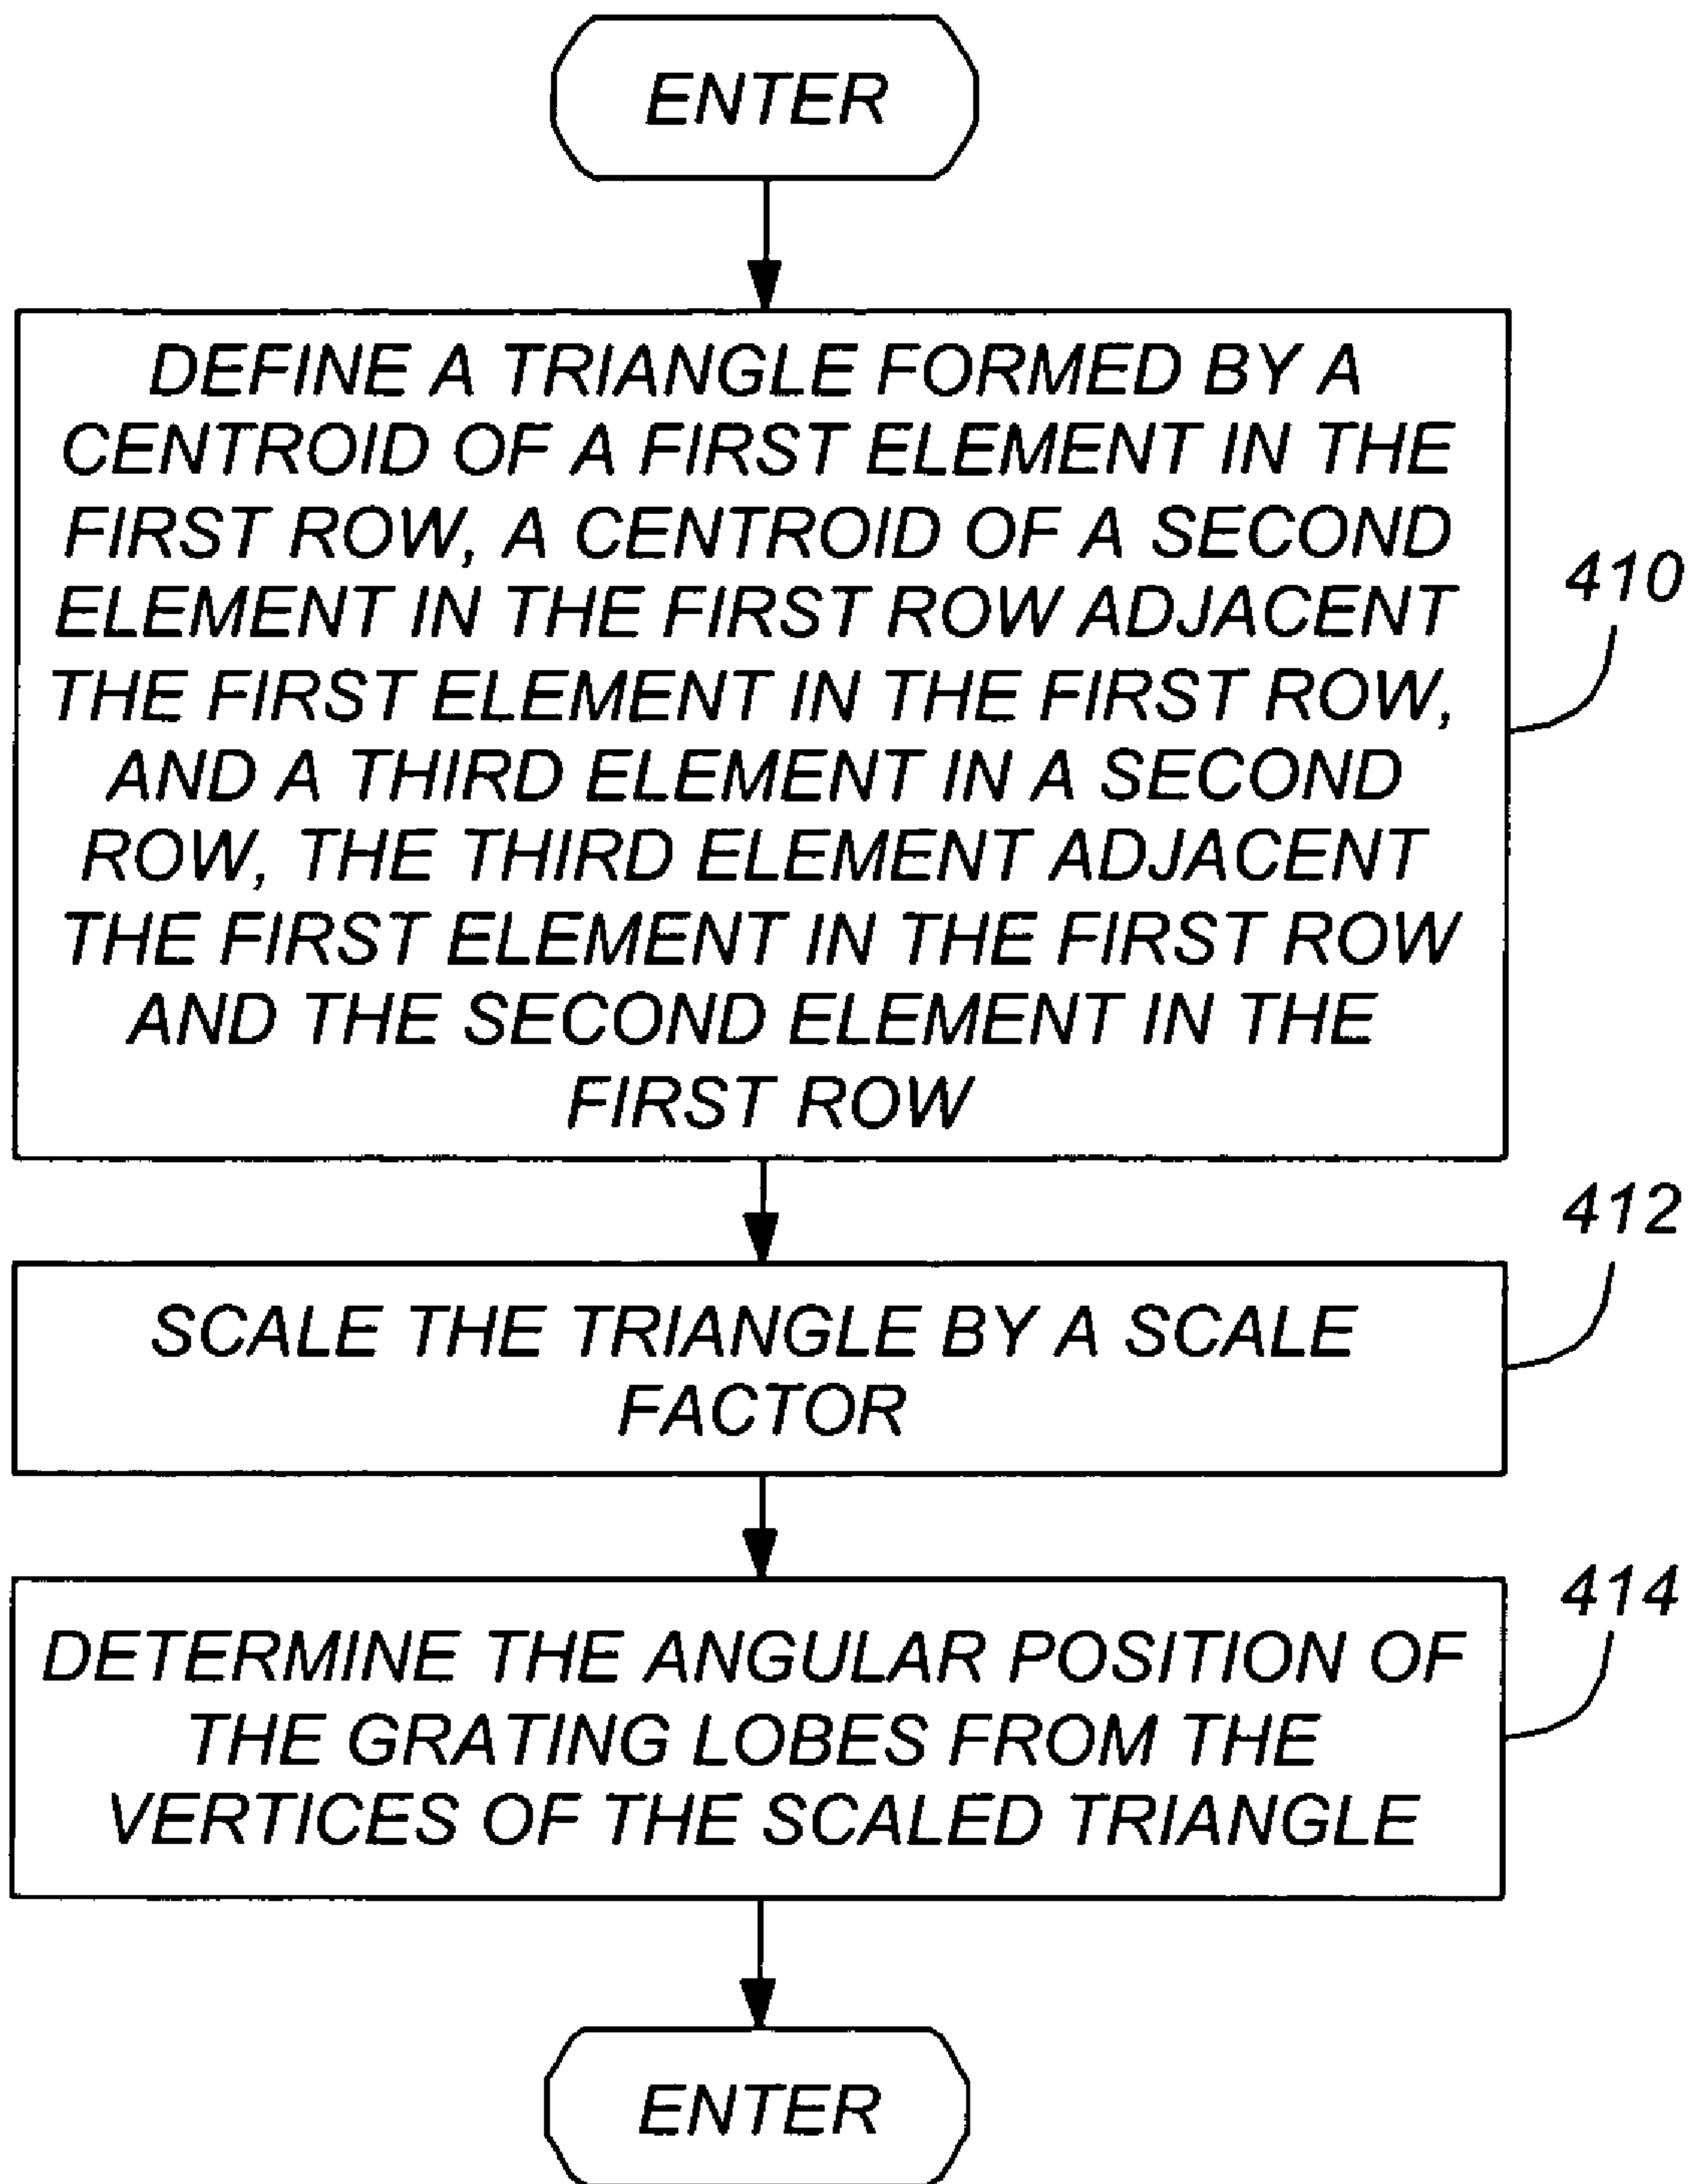 ENTER
DEFINE A TRIANGLE FORMED BY A
CENTROID OF A FIRST ELEMENT IN THE
FIRST ROW, A CENTROID OF A SECOND
ELEMENT IN THE FIRST ROW ADJACENT
THE FIRST ELEMENT IN THE FIRST ROW,
AND A THIRD ELEMENT IN A SECOND
ROW, THE THIRD ELEMENT ADJACENT
THE FIRST ELEMENT IN THE FIRST ROW
AND THE SECOND ELEMENT IN THE
FIRST ROW
410
SCALE THE TRIANGLE BY A SCALE
FACTOR
412
DETERMINE THE ANGULAR POSITION OF
THE GRATING LOBES FROM THE
VERTICES OF THE SCALED TRIANGLE
414
ENTER